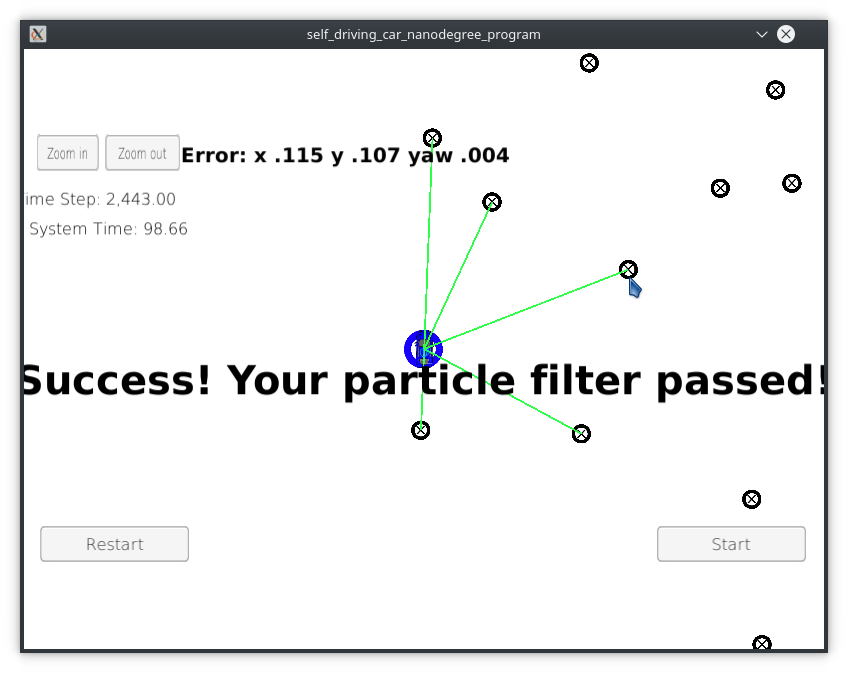 self_driving_car_nanodegree_program
Zoom in
Zoom out
Error: x .115 y .107 yaw .004
ime Step: 2,443.00
System Time: 98.66
Success! Your particle filter passed!
Restart
Start